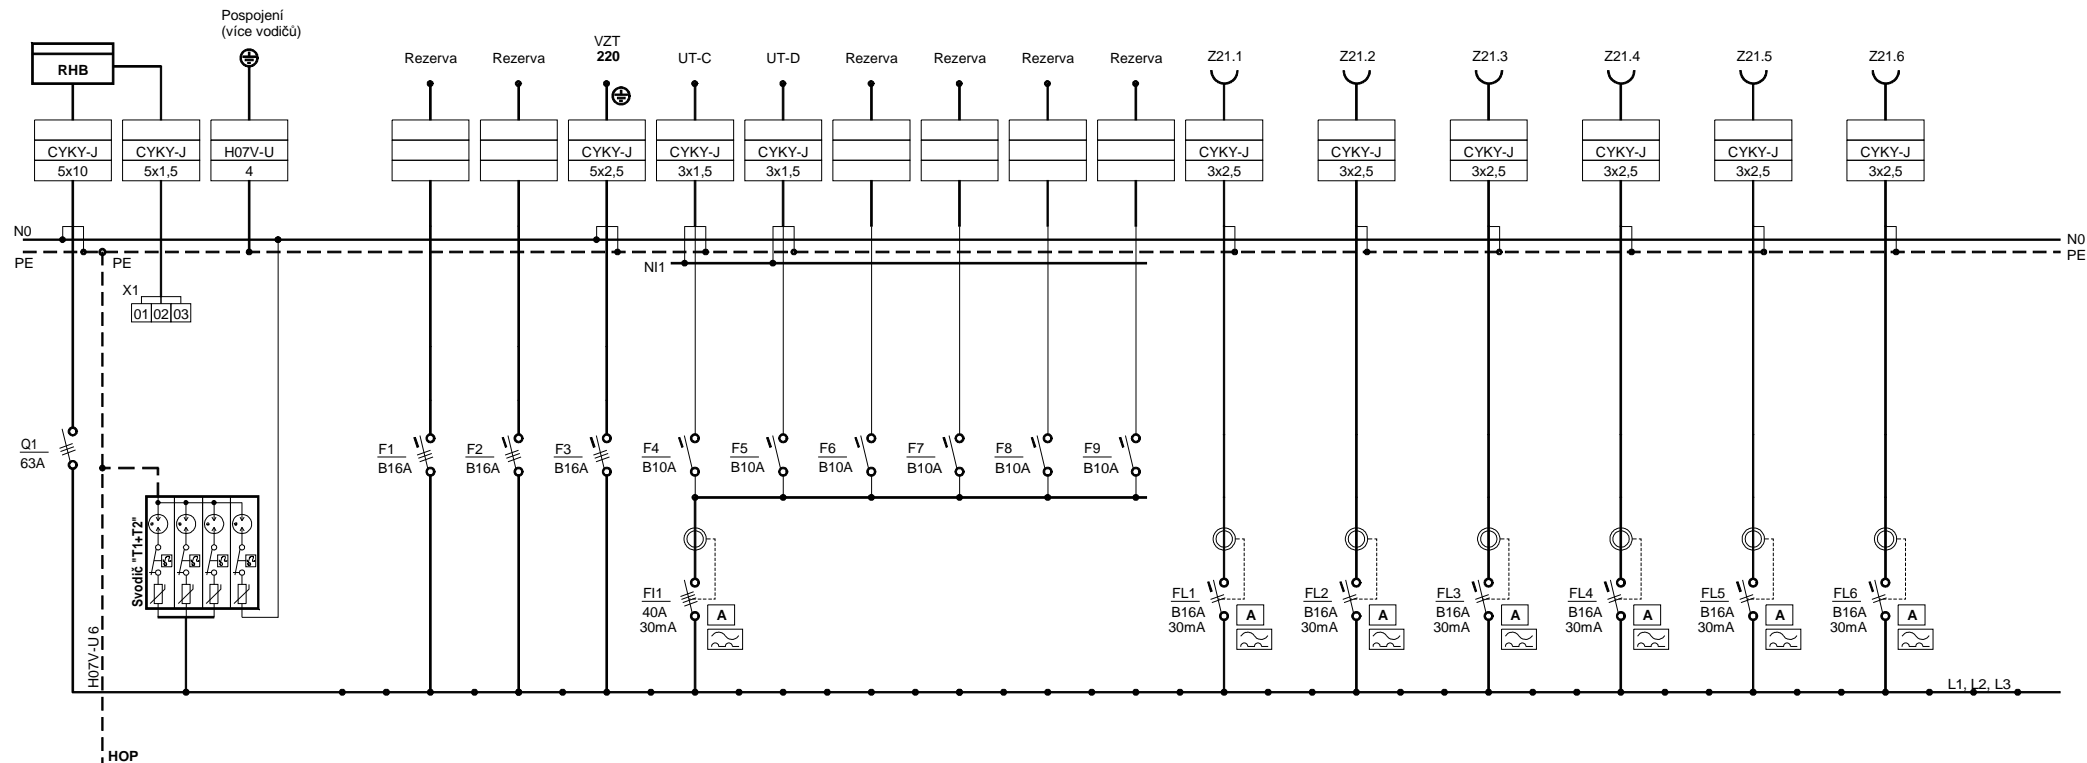 Pospojení
(více vodičů)
RHB
Rezerva
Rezerva
VZT
220
UT-C
UT-D
Rezerva
Rezerva
Rezerva
Rezerva
Z21.1
Z21.2
Z21.3
Z21.4
Z21.5
Z21.6
CYKY-J
5x10
CYKY-J
5x1,5
H07V-U
4
CYKY-J
5x2,5
CYKY-J
3x1,5
CYKY-J
3x1,5
CYKY-J
3x2,5
CYKY-J
3x2,5
CYKY-J
3x2,5
CYKY-J
3x2,5
CYKY-J
3x2,5
CYKY-J
3x2,5
N0
PE
PE
NI1
N0
PE
X1
01 02 03
Q1
63A
F1
B16A
F2
B16A
F3
B16A
F4
B10A
F5
B10A
F6
B10A
F7
B10A
F8
B10A
F9
B10A
Svodič "T1+T2"
H07V-U 6
FI1
40A
30mA
A
FL1
B16A
30mA
A
FL2
B16A
30mA
A
FL3
B16A
30mA
A
FL4
B16A
30mA
A
FL5
B16A
30mA
A
FL6
B16A
30mA
A
L1, L2, L3
HOP